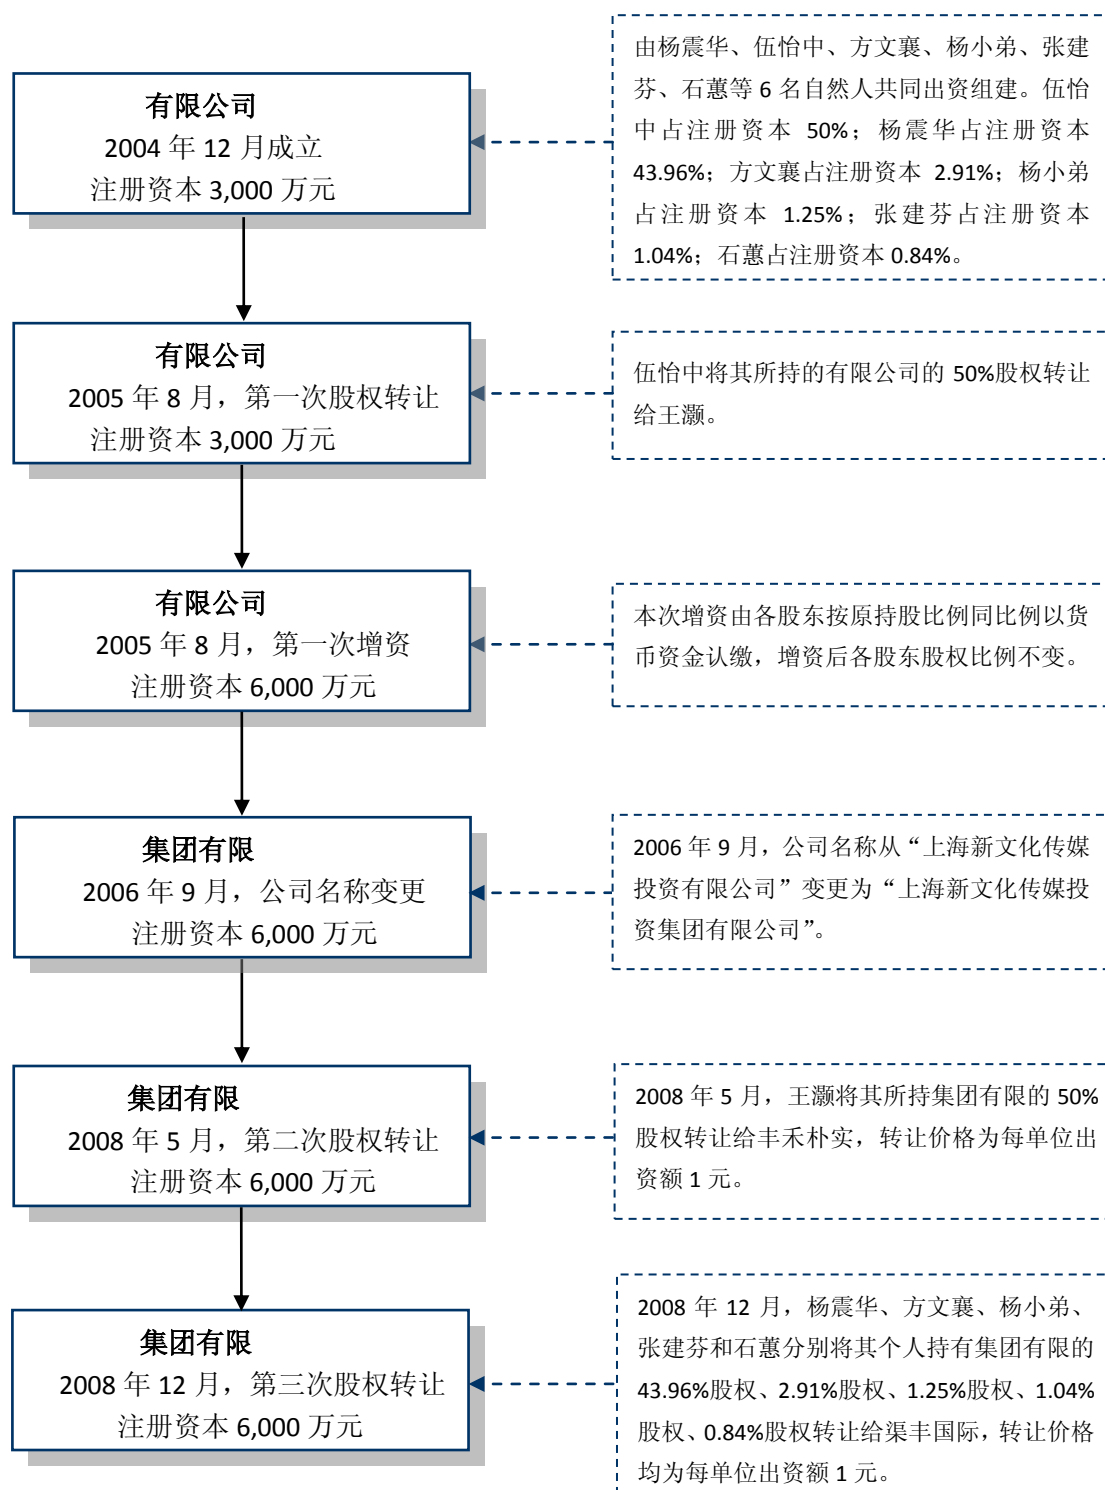 有限公司
2004 年 12 月成立
注册资本 3,000 万元
由杨震华、伍怡中、方文襄、杨小弟、张建
芬、石蕙等 6 名自然人共同出资组建。伍怡
中占注册资本 50%；杨震华占注册资本
43.96%；方文襄占注册资本 2.91%；杨小弟
占注册资本 1.25%；张建芬占注册资本
1.04%；石蕙占注册资本 0.84%。
有限公司
2005 年 8 月，第一次股权转让
注册资本 3,000 万元
伍怡中将其所持的有限公司的 50%股权转让
给王灏。
有限公司
2005 年 8 月，第一次增资
注册资本 6,000 万元
本次增资由各股东按原持股比例同比例以货
币资金认缴，增资后各股东股权比例不变。
集团有限
2006 年 9 月，公司名称变更
注册资本 6,000 万元
2006 年 9 月，公司名称从“上海新文化传媒
投资有限公司”变更为“上海新文化传媒投
资集团有限公司”。
集团有限
2008 年 5 月，第二次股权转让
注册资本 6,000 万元
2008 年 5 月，王灏将其所持集团有限的 50%
股权转让给丰禾朴实，转让价格为每单位出
资额 1 元。
集团有限
2008 年 12 月，第三次股权转让
注册资本 6,000 万元
2008 年 12 月，杨震华、方文襄、杨小弟、
张建芬和石蕙分别将其个人持有集团有限的
43.96%股权、2.91%股权、1.25%股权、1.04%
股权、0.84%股权转让给渠丰国际，转让价格
均为每单位出资额 1 元。